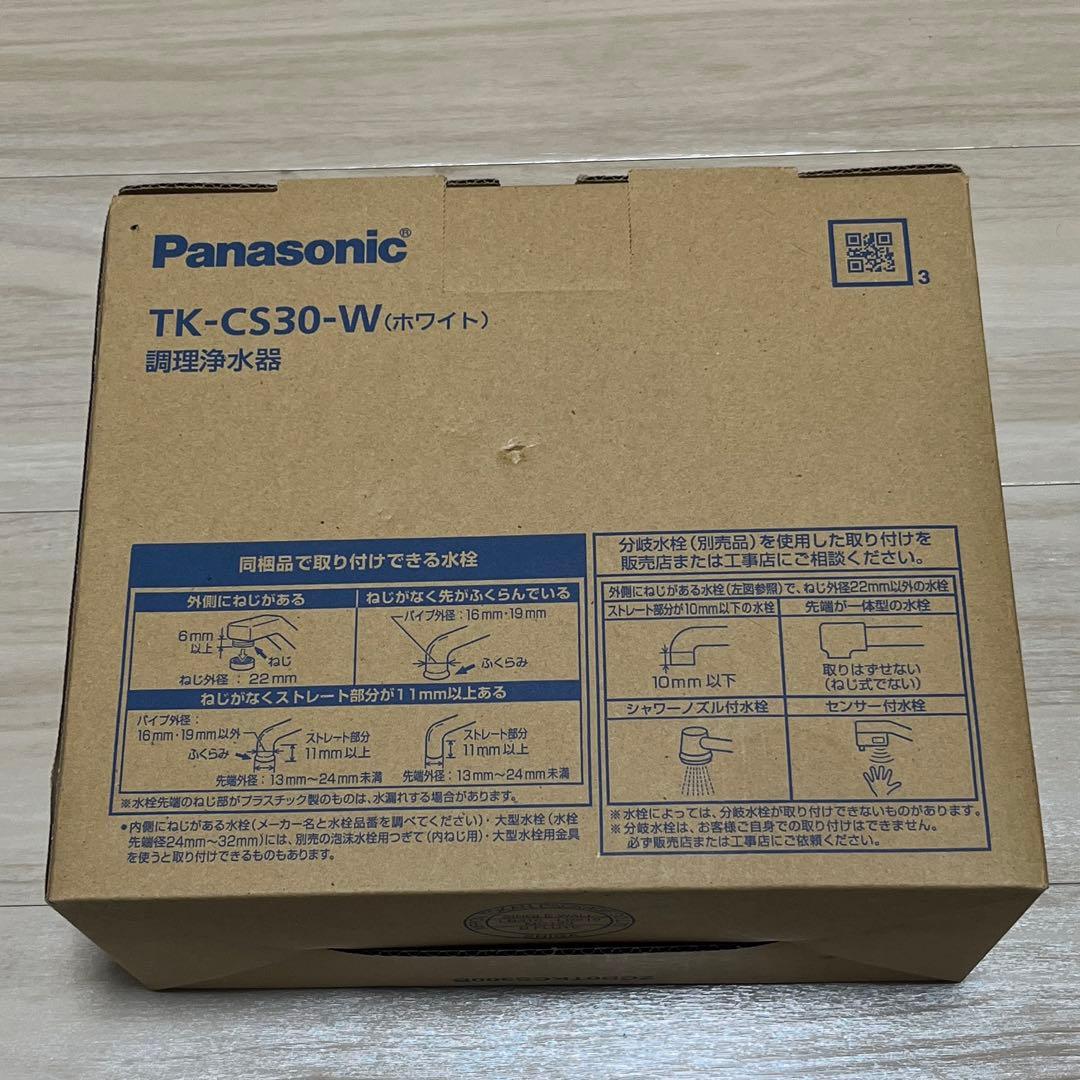 Panasonic®
TK-CS30-W(ホワイト)
調理浄水器
3
同梱品で取り付けできる水栓
外側にねじがある
6mm
以上
ねじ
ねじ外径：22mm
ねじがなく先がふくらんでいる
パイプ外径：16mm・19mm
ふくらみ
ねじがなくストレート部分が11mm以上ある
パイプ外径：
16mm・19mm以外
ふくらみ
ストレート部分
11mm以上
先端外径：13mm～24mm未満
ストレート部分
11mm以上
先端外径：13mm～24mm未満
※水栓先端のねじ部がプラスチック製のものは、水漏れする場合があります。
•内側にねじがある水栓(メーカー名と水栓品番を調べてください)・大型水栓(水栓
先端径24mm～32mm)には、別売の泡沫水栓用つぎて(内ねじ用)・大型水栓用金具
を使うと取り付けできるものもあります。
分岐水栓(別売品)を使用した取り付けを
販売店または工事店にご相談ください。
外側にねじがある水栓(左図参照)で、ねじ外径22mm以外の水栓
ストレート部分が10mm以下の水栓
10mm以下
先端が一体型の水栓
取りはずせない
(ねじ式でない)
シャワーノズル付水栓
センサー付水栓
※水栓によっては、分岐水栓が取り付けできないものがあります。
※分岐水栓は、お客様ご自身での取り付けはできません。
必ず販売店または工事店にご依頼ください。